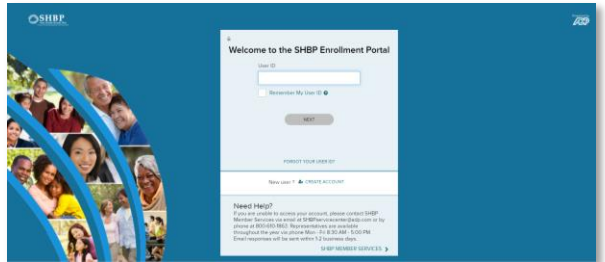 SHBP
ADP
Welcome to the SHBP Enrollment Portal
User ID
Remember My User ID
NEXT
FORGOT YOUR USER ID?
New user ? CREATE ACCOUNT
Need Help?
If you are unable to access your account, please contact SHBP
Member Services via email at SHBPservicecenter@adp.com or by
phone at 800-610-1863. Representatives are available
throughout the year via phone Mon - Fri 8:30 AM - 5:00 PM.
Email responses will be sent within 1-2 business days.
SHBP MEMBER SERVICES